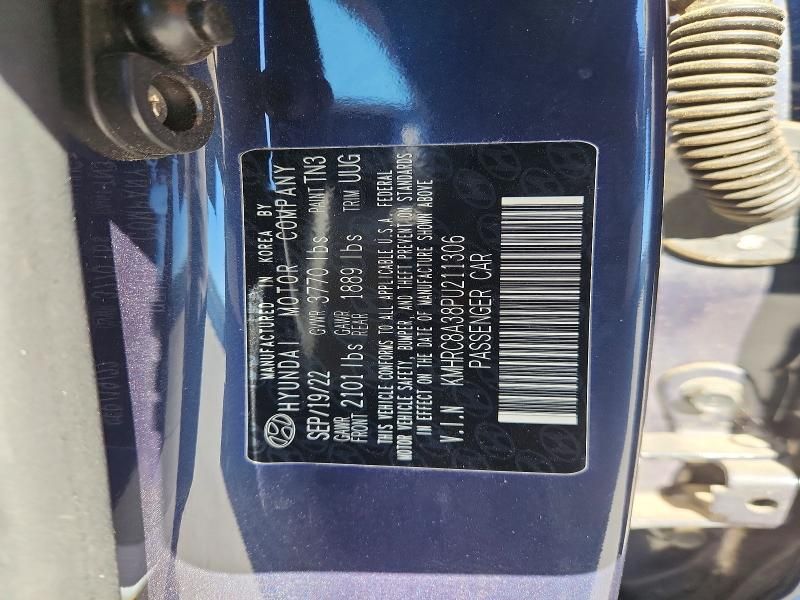 MANUFACTURED IN KOREA BY
HYUNDAI MOTOR COMPANY
SEP/19/22 GVWR 3770 lbs PAINT TN3
GAWR FRONT 2101 lbs GAWR REAR 1889 lbs TRIM UUG
THIS VEHICLE CONFORMS TO ALL APPLICABLE U.S.A. FEDERAL
MOTOR VEHICLE SAFETY, BUMPER, AND THEFT PREVENTION STANDARDS
IN EFFECT ON THE DATE OF MANUFACTURE SHOWN ABOVE
V.I.N KMHRC8A38PU211306
PASSENGER CAR